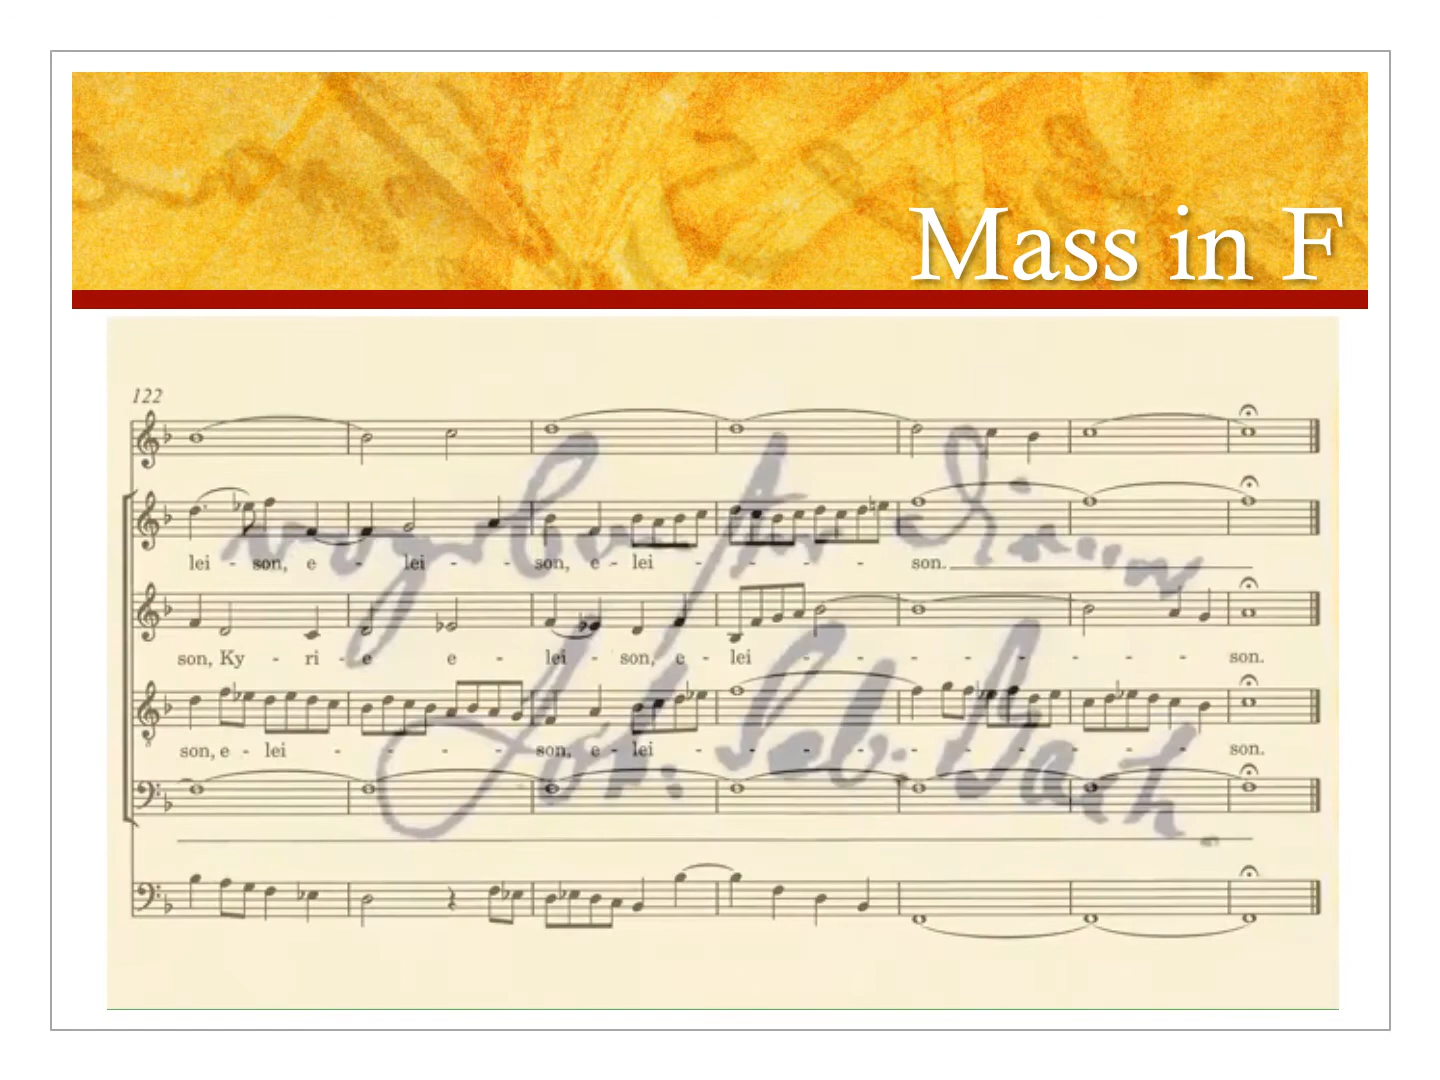 Mass in F
122
lei - son, e - lei - - son, e - lei - - - - son.
son, Ky - ri - e e - lei - son, e - lei - - - - - - - - son.
son, e - lei - - - - son, e - lei - - - - - - - - son.
Joh. Seb. Bach.